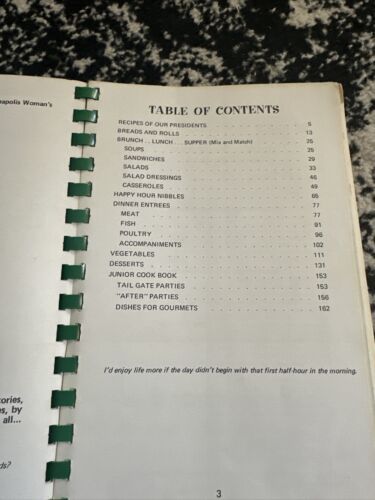 apolis Woman's
TABLE OF CONTENTS
RECIPES OF OUR PRESIDENTS . . . . . . . . . . . . . 5
BREADS AND ROLLS . . . . . . . . . . . . . . . . 13
BRUNCH . . LUNCH . . SUPPER (Mix and Match) . . . . . . . 25
SOUPS . . . . . . . . . . . . . . . . . . 25
SANDWICHES . . . . . . . . . . . . . . . . 29
SALADS . . . . . . . . . . . . . . . . . . 33
SALAD DRESSINGS . . . . . . . . . . . . . . 46
CASSEROLES . . . . . . . . . . . . . . . . 49
HAPPY HOUR NIBBLES . . . . . . . . . . . . . . . 65
DINNER ENTREES . . . . . . . . . . . . . . . . . 77
MEAT . . . . . . . . . . . . . . . . . . . 77
FISH . . . . . . . . . . . . . . . . . . . 91
POULTRY . . . . . . . . . . . . . . . . . . 96
ACCOMPANIMENTS . . . . . . . . . . . . . . 102
VEGETABLES . . . . . . . . . . . . . . . . . . 111
DESSERTS . . . . . . . . . . . . . . . . . . . 131
JUNIOR COOK BOOK . . . . . . . . . . . . . . . . 153
TAIL GATE PARTIES . . . . . . . . . . . . . . 153
"AFTER" PARTIES . . . . . . . . . . . . . . . 156
DISHES FOR GOURMETS . . . . . . . . . . . . . 162
I'd enjoy life more if the day didn't begin with that first half-hour in the morning.
ories,
s, by
all...
ds?
3